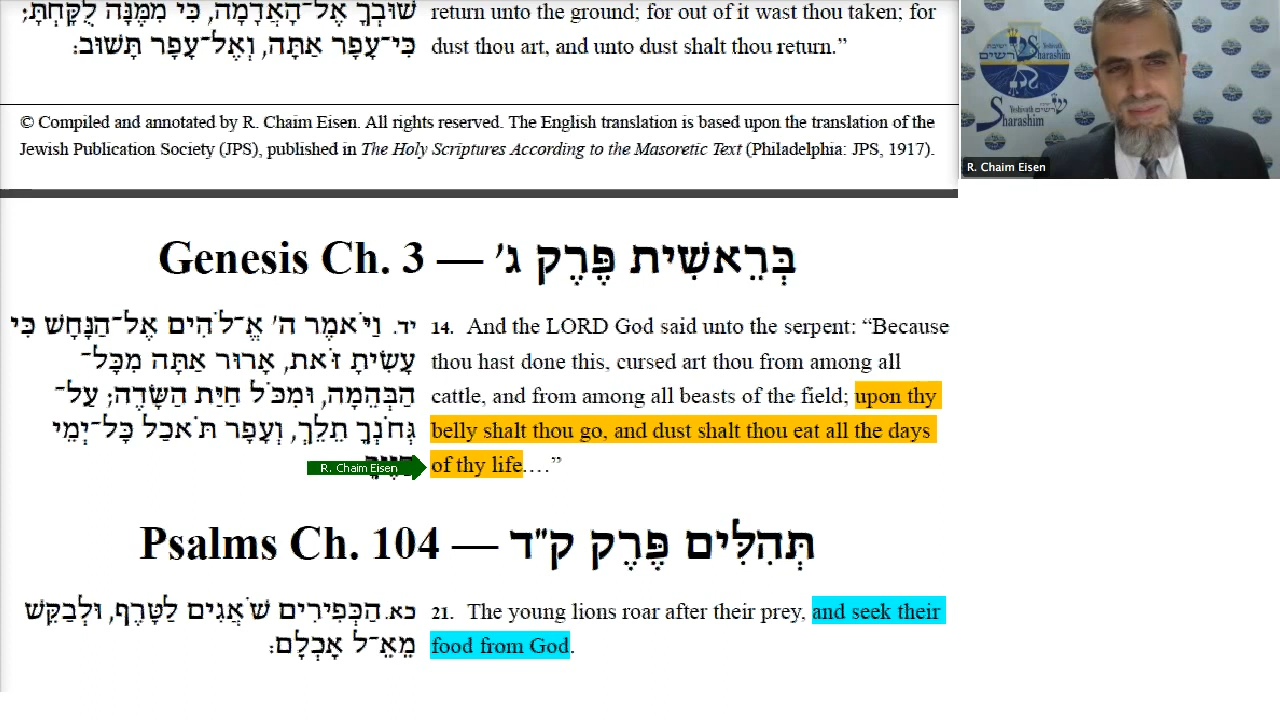 שׁוּבְךָ אֶל־הָאֲדָמָה, כִּי מִמֶּנָּה לֻקָּחְתָּ;
כִּי־עָפָר אַתָּה, וְאֶל־עָפָר תָּשׁוּב:
return unto the ground; for out of it wast thou taken; for
dust thou art, and unto dust shalt thou return.”
© Compiled and annotated by R. Chaim Eisen. All rights reserved. The English translation is based upon the translation of the
Jewish Publication Society (JPS), published in The Holy Scriptures According to the Masoretic Text (Philadelphia: JPS, 1917).
Genesis Ch. 3 — בְּרֵאשִׁית פֶּרֶק ג׳
יד. וַיֹּאמֶר ה׳ אֱ־לֹהִים אֶל־הַנָּחָשׁ כִּי
עָשִׂיתָ זֹּאת, אָרוּר אַתָּה מִכָּל־
הַבְּהֵמָה, וּמִכֹּל חַיַּת הַשָּׂדֶה; עַל־
גְּחֹנְךָ תֵלֵךְ, וְעָפָר תֹּאכַל כָּל־יְמֵי
R. Chaim Eisen
14. And the LORD God said unto the serpent: “Because
thou hast done this, cursed art thou from among all
cattle, and from among all beasts of the field; upon thy
belly shalt thou go, and dust shalt thou eat all the days
of thy life.…”
Psalms Ch. 104 — תְּהִלִּים פֶּרֶק ק״ד
כא. הַכְּפִירִים שֹׁאֲגִים לַטָּרֶף, וּלְבַקֵּשׁ
מֵאֵ־ל אָכְלָם:
21. The young lions roar after their prey, and seek their
food from God.
Yeshivath
Sharashim
ישיבת
שרשים
Yeshivath
שרשים
Sharashim
R. Chaim Eisen